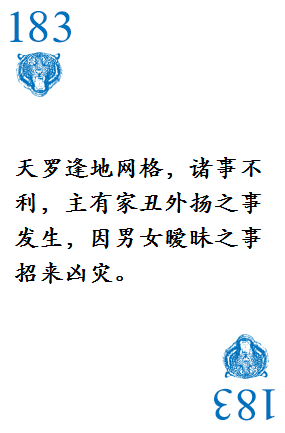 183
天罗逢地网格，诸事不
利，主有家丑外扬之事
发生，因男女暧昧之事
招来凶灾。
183